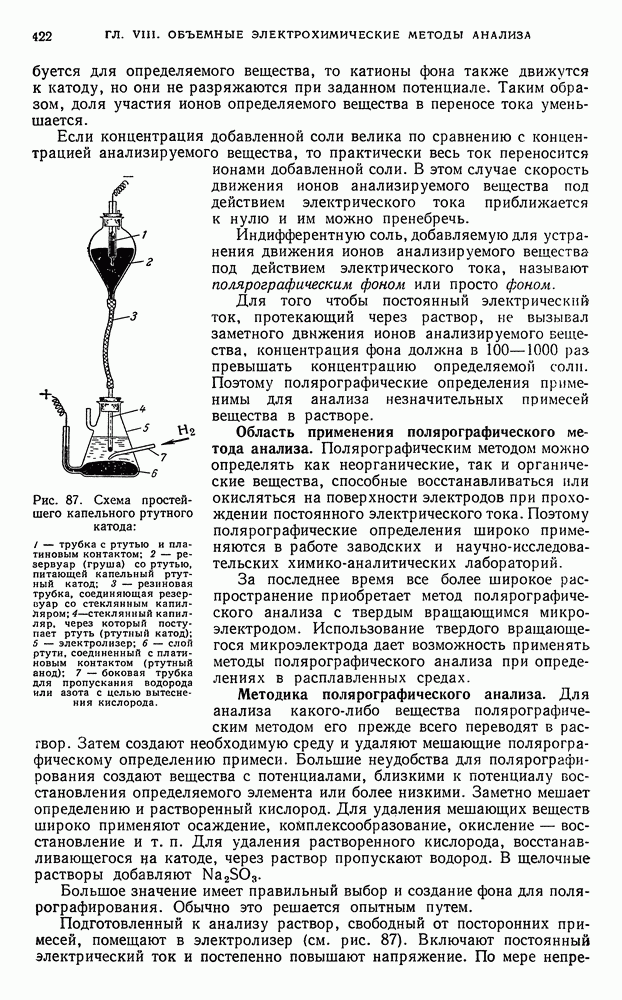 422
ГЛ. VIII. ОБЪЕМНЫЕ ЭЛЕКТРОХИМИЧЕСКИЕ МЕТОДЫ АНАЛИЗА
буется для определяемого вещества, то катионы фона также движутся
к катоду, но они не разряжаются при заданном потенциале. Таким обра-
зом, доля участия ионов определяемого вещества в переносе тока умень-
шается.
Если концентрация добавленной соли велика по сравнению с концен-
трацией анализируемого вещества, то практически весь ток переносится
ионами добавленной соли. В этом случае скорость
движения ионов анализируемого вещества под
действием электрического тока приближается
к нулю и им можно пренебречь.
Индифферентную соль, добавляемую для устра-
нения движения ионов анализируемого вещества
под действием электрического тока, называют
полярографическим фоном или просто фоном.
Для того чтобы постоянный электрический
ток, протекающий через раствор, не вызывал
заметного движения ионов анализируемого веще-
ства, концентрация фона должна в 100—1000 раз
превышать концентрацию определяемой соли.
Поэтому полярографические определения приме-
нимы для анализа незначительных примесей
вещества в растворе.
Область применения полярографического ме-
тода анализа. Полярографическим методом можно
определять как неорганические, так и органиче-
ские вещества, способные восстанавливаться или
окисляться на поверхности электродов при прохо-
ждении постоянного электрического тока. Поэтому
полярографические определения широко приме-
няются в работе заводских и научно-исследова-
тельских химико-аналитических лабораторий.
За последнее время все более широкое рас-
пространение приобретает метод полярографиче-
ского анализа с твердым вращающимся микро-
электродом. Использование твердого вращающе-
гося микроэлектрода дает возможность применять
методы полярографического анализа при опреде-
лениях в расплавленных средах.
Методика полярографического анализа. Для
анализа какого-либо вещества полярографиче-
ским методом его прежде всего переводят в рас-
твор. Затем создают необходимую среду и удаляют мешающие полярогра-
фическому определению примеси. Большие неудобства для полярографи-
рования создают вещества с потенциалами, близкими к потенциалу вос-
становления определяемого элемента или более низкими. Заметно мешает
определению и растворенный кислород. Для удаления мешающих веществ
широко применяют осаждение, комплексообразование, окисление — вос-
становление и т. п. Для удаления растворенного кислорода, восстанав-
ливающегося на катоде, через раствор пропускают водород. В щелочные
растворы добавляют Na₂SO₃.
Большое значение имеет правильный выбор и создание фона для поля-
рографирования. Обычно это решается опытным путем.
Подготовленный к анализу раствор, свободный от посторонних при-
месей, помещают в электролизер (см. рис. 87). Включают постоянный
электрический ток и постепенно повышают напряжение. По мере непре-
−
1
2
3
+
4
5
H₂
7
6
Рис. 87. Схема простей-
шего капельного ртутного
катода:
1 — трубка с ртутью и пла-
тиновым контактом; 2 — ре-
зервуар (груша) со ртутью,
питающей капельный ртут-
ный катод; 3 — резиновая
трубка, соединяющая резер-
вуар со стеклянным капил-
ляром; 4—стеклянный капил-
ляр, через который посту-
пает ртуть (ртутный катод);
5 — электролизер; 6 — слой
ртути, соединенный с плати-
новым контактом (ртутный
анод); 7 — боковая трубка
для пропускания водорода
или азота с целью вытесне-
ния кислорода.